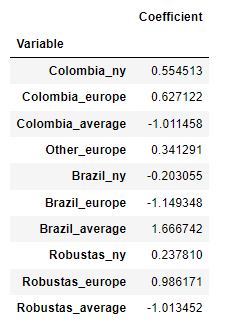 Coefficient
Variable
Colombia_ny 0.554513
Colombia_europe 0.627122
Colombia_average -1.011458
Other_europe 0.341291
Brazil_ny -0.203055
Brazil_europe -1.149348
Brazil_average 1.666742
Robustas_ny 0.237810
Robustas_europe 0.986171
Robustas_average -1.013452